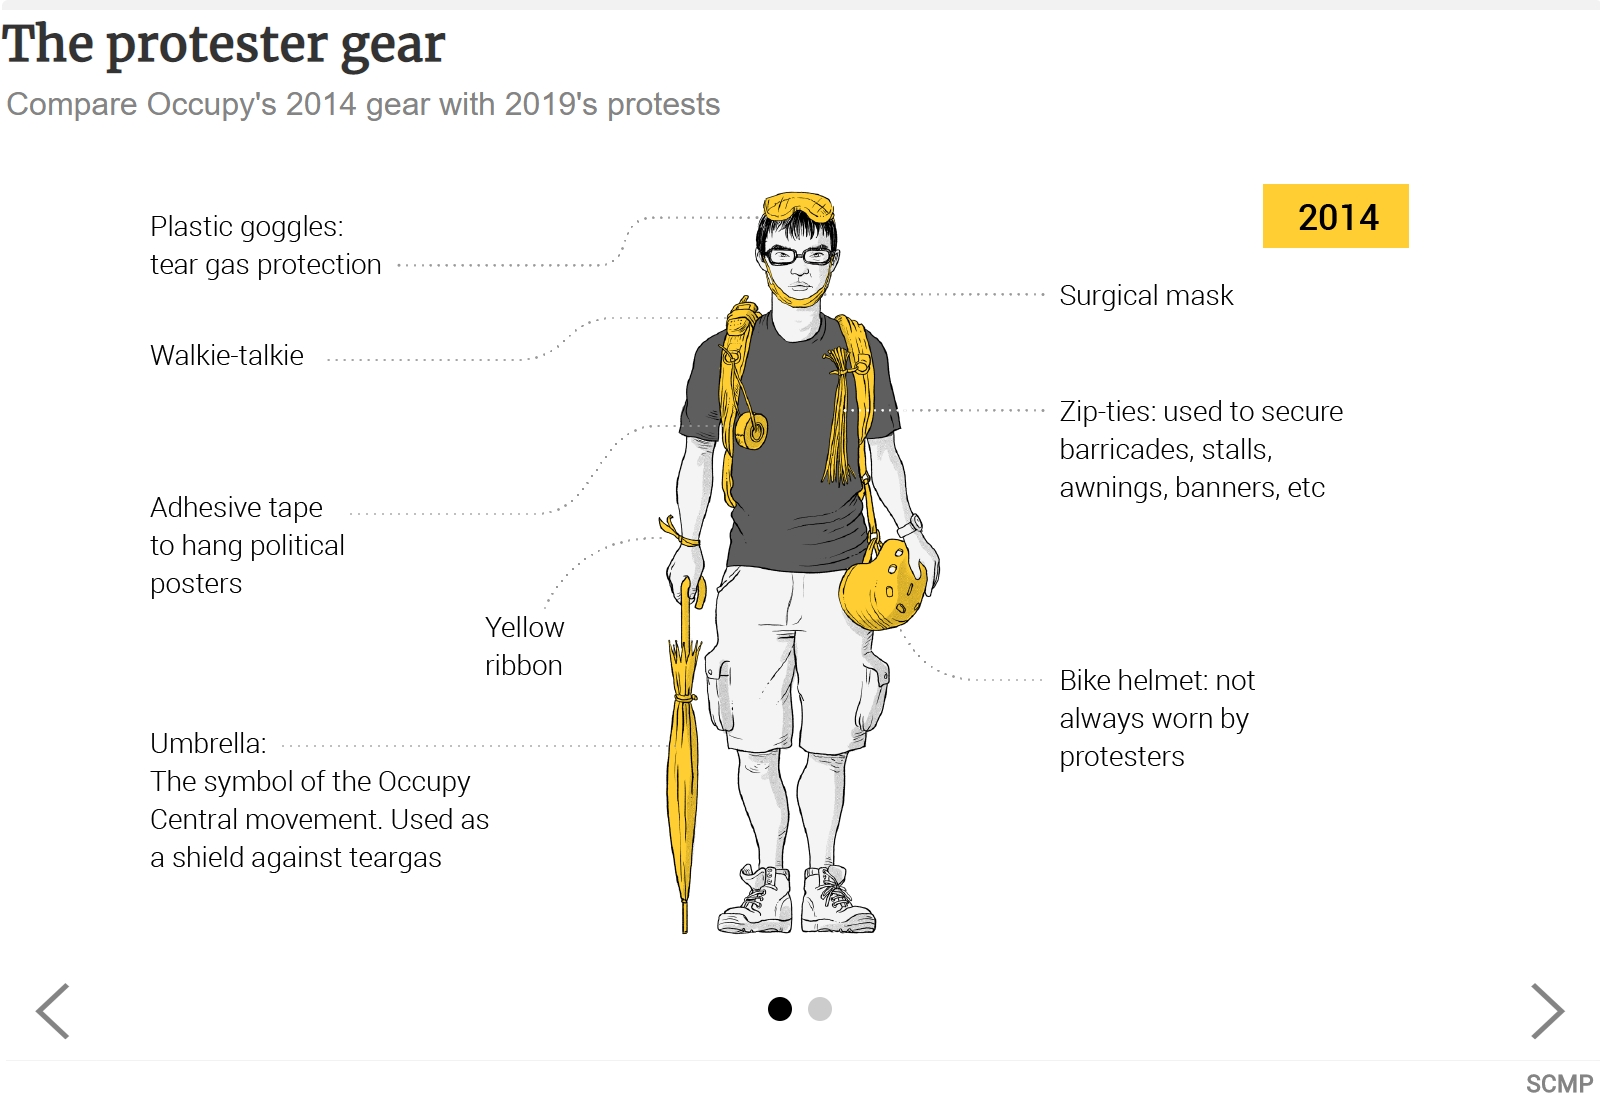 The protester gear
Compare Occupy's 2014 gear with 2019's protests
2014
Plastic goggles:
tear gas protection
Walkie-talkie
Adhesive tape
to hang political
posters
Yellow
ribbon
Umbrella:
The symbol of the Occupy
Central movement. Used as
a shield against teargas
Surgical mask
Zip-ties: used to secure
barricades, stalls,
awnings, banners, etc
Bike helmet: not
always worn by
protesters
SCMP